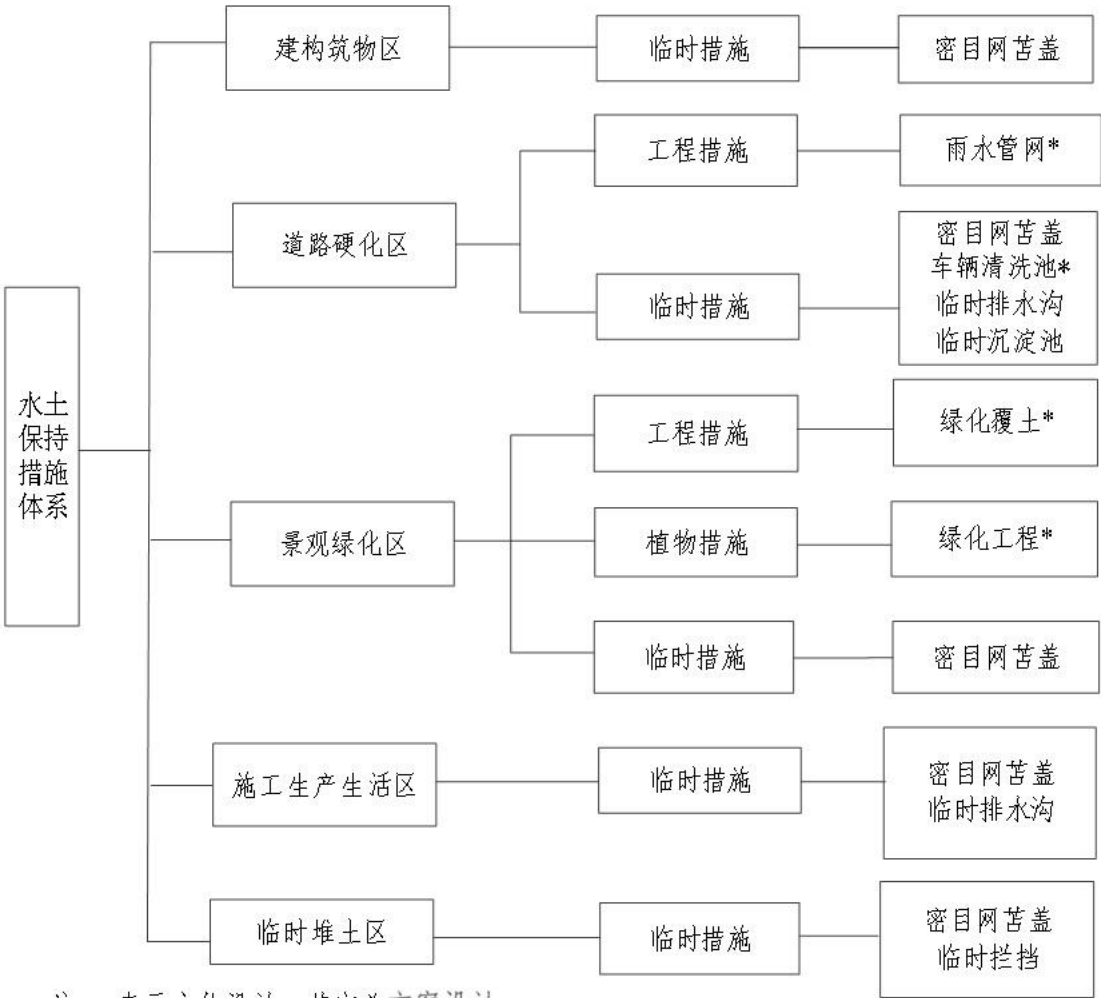 建构筑物区
临时措施
密目网苫盖
道路硬化区
工程措施
雨水管网*
临时措施
密目网苫盖
车辆清洗池*
临时排水沟
临时沉淀池
水土
保持
措施
体系
景观绿化区
工程措施
绿化覆土*
植物措施
绿化工程*
临时措施
密目网苫盖
施工生产生活区
临时措施
密目网苫盖
临时排水沟
临时堆土区
临时措施
密目网苫盖
临时拦挡